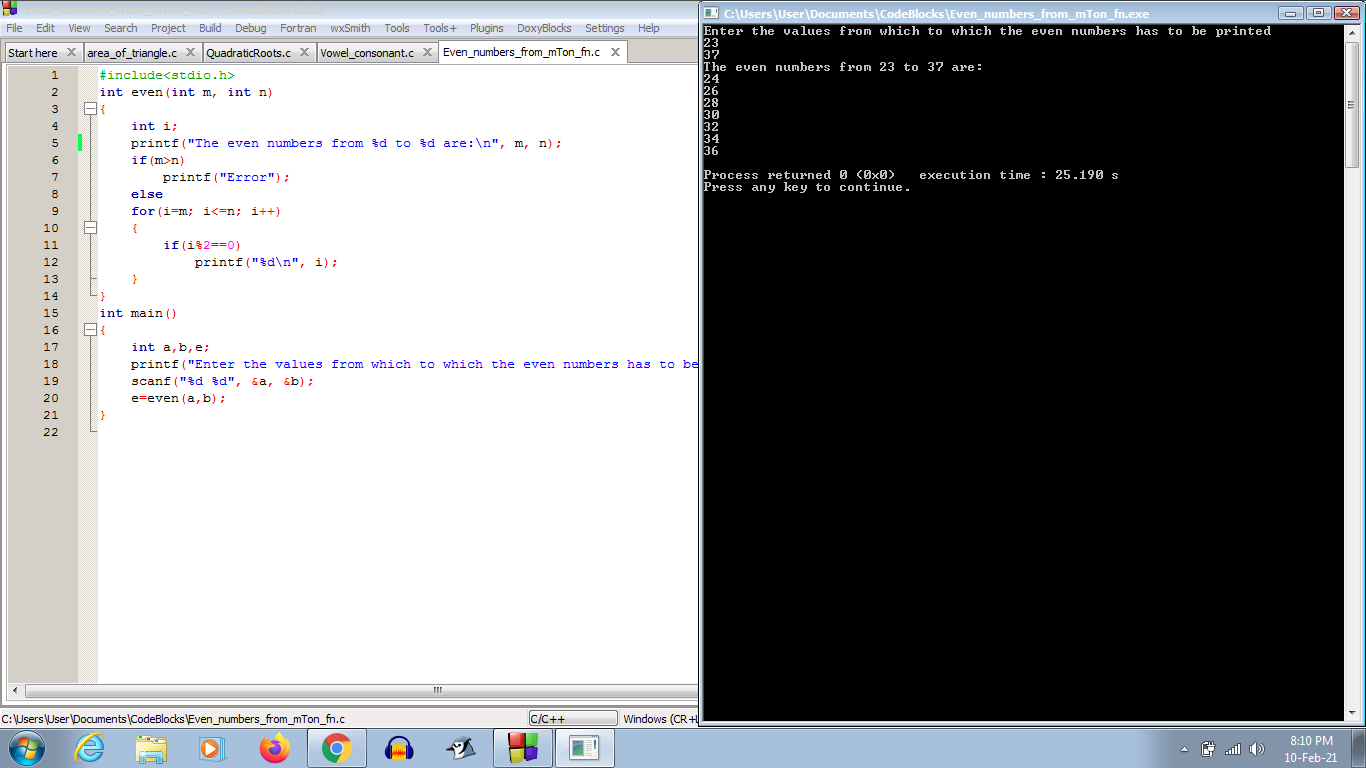 File Edit View Search Project Build Debug Fortran wxSmith Tools Tools+ Plugins DoxyBlocks Settings Help
Start here area_of_triangle.c QuadraticRoots.c Vowel_consonant.c Even_numbers_from_mTon_fn.c
1 #include<stdio.h>
2 int even(int m, int n)
3 {
4 int i;
5 printf("The even numbers from %d to %d are:\n", m, n);
6 if(m>n)
7 printf("Error");
8 else
9 for(i=m; i<=n; i++)
10 {
11 if(i%2==0)
12 printf("%d\n", i);
13 }
14 }
15 int main()
16 {
17 int a,b,e;
18 printf("Enter the values from which to which the even numbers has to be
19 scanf("%d %d", &a, &b);
20 e=even(a,b);
21 }
22
C:\Users\User\Documents\CodeBlocks\Even_numbers_from_mTon_fn.c C/C++ Windows (CR+L
C:\Users\User\Documents\CodeBlocks\Even_numbers_from_mTon_fn.exe
Enter the values from which to which the even numbers has to be printed
23
37
The even numbers from 23 to 37 are:
24
26
28
30
32
34
36
Process returned 0 (0x0) execution time : 25.190 s
Press any key to continue.
8:10 PM
10-Feb-21